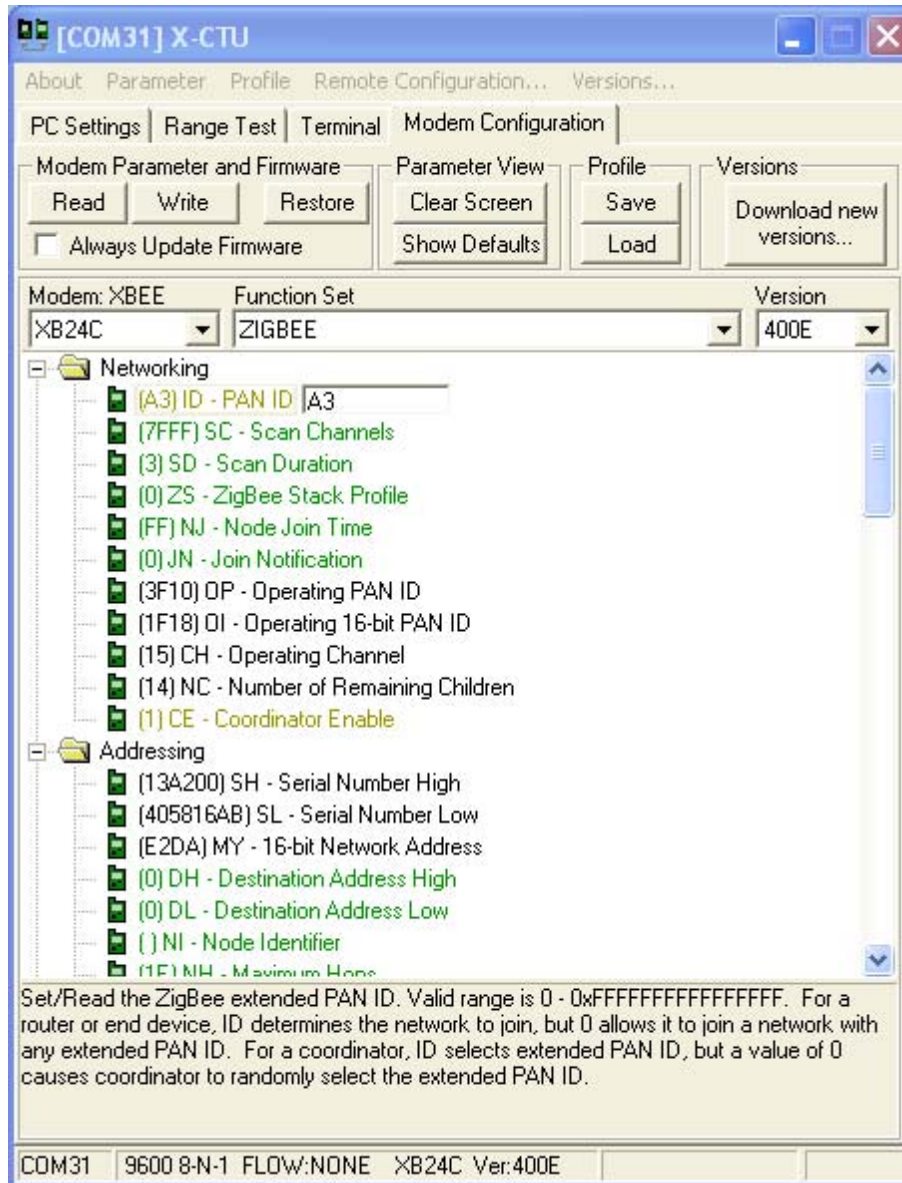 [COM31] X-CTU
About Parameter Profile Remote Configuration... Versions...
PC Settings Range Test Terminal Modem Configuration
Modem Parameter and Firmware Parameter View Profile Versions
Read Write Restore Clear Screen Save Download new versions...
Always Update Firmware Show Defaults Load
Modem: XBEE Function Set Version
XB24C ZIGBEE 400E
Networking
(A3) ID - PAN ID A3
(7FFF) SC - Scan Channels
(3) SD - Scan Duration
(0) ZS - ZigBee Stack Profile
(FF) NJ - Node Join Time
(0) JN - Join Notification
(3F10) OP - Operating PAN ID
(1F18) OI - Operating 16-bit PAN ID
(15) CH - Operating Channel
(14) NC - Number of Remaining Children
(1) CE - Coordinator Enable
Addressing
(13A200) SH - Serial Number High
(405816AB) SL - Serial Number Low
(E2DA) MY - 16-bit Network Address
(0) DH - Destination Address High
(0) DL - Destination Address Low
( ) NI - Node Identifier
(1E) NH - Maximum Hops
Set/Read the ZigBee extended PAN ID. Valid range is 0 - 0xFFFFFFFFFFFFFFFF. For a
router or end device, ID determines the network to join, but 0 allows it to join a network with
any extended PAN ID. For a coordinator, ID selects extended PAN ID, but a value of 0
causes coordinator to randomly select the extended PAN ID.
COM31 9600 8-N-1 FLOW:NONE XB24C Ver:400E